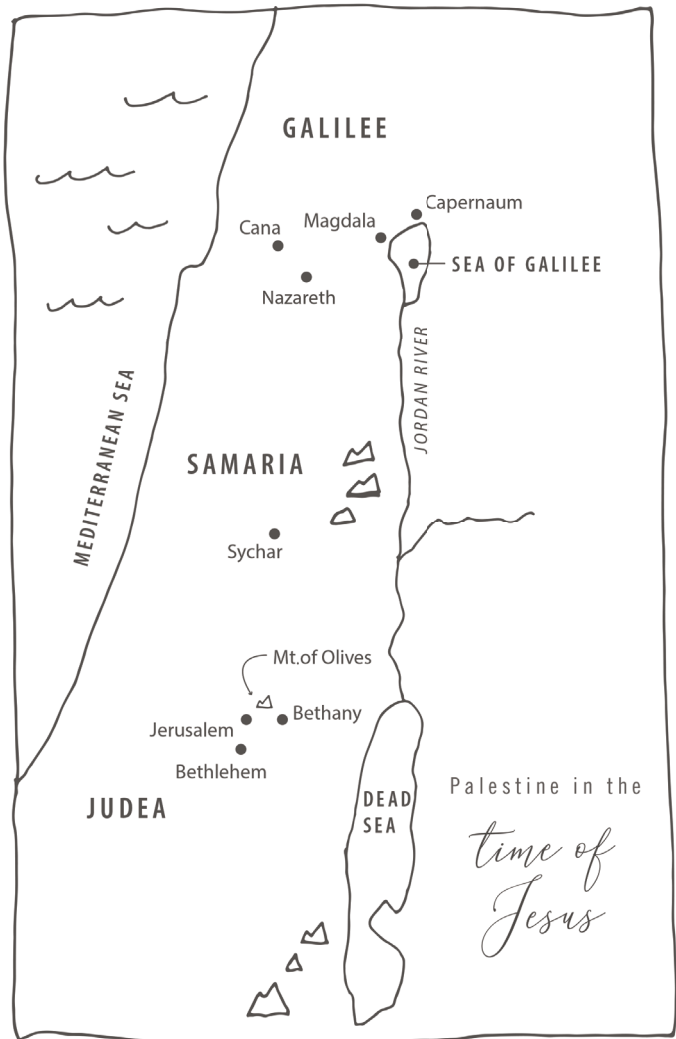 GALILEE
Capernaum
Magdala
Cana
SEA OF GALILEE
Nazareth
JORDAN RIVER
MEDITERRANEAN SEA
SAMARIA
Sychar
Mt.of Olives
Bethany
Jerusalem
Bethlehem
JUDEA
DEAD
SEA
Palestine in the
time of
Jesus